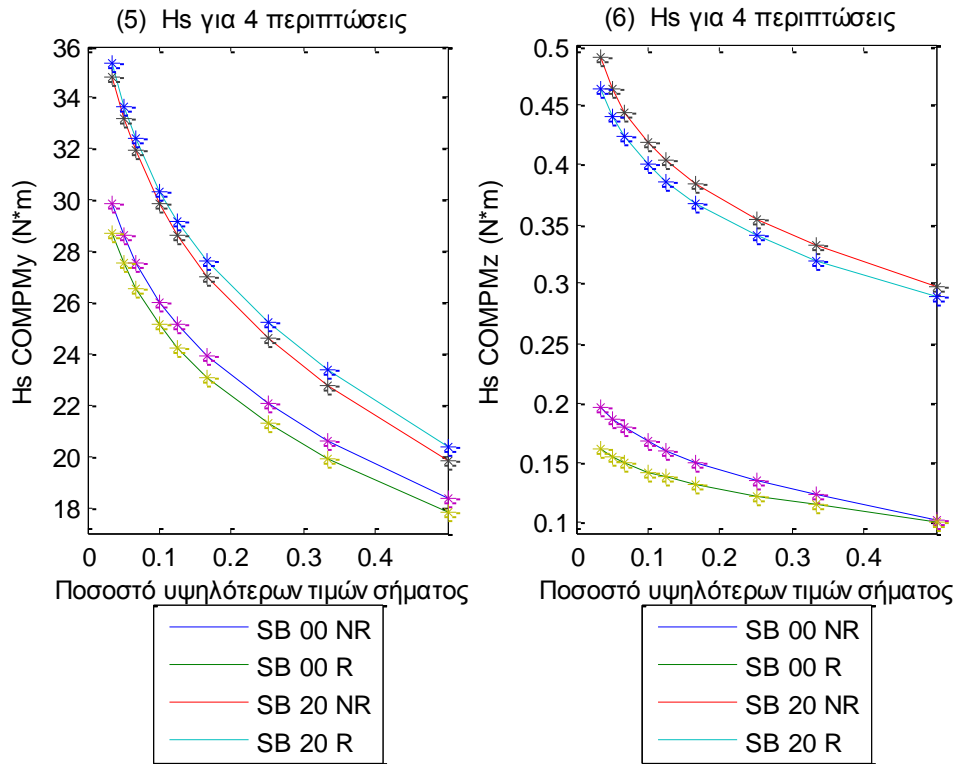 (5) Hs για 4 περιπτώσεις
36
34
32
30
28
26
24
22
20
18
Hs COMPMy (N*m)
0 0.1 0.2 0.3 0.4
Ποσοστό υψηλότερων τιμών σήματος
SB 00 NR
SB 00 R
SB 20 NR
SB 20 R
(6) Hs για 4 περιπτώσεις
0.5
0.45
0.4
0.35
0.3
0.25
0.2
0.15
0.1
Hs COMPMz (N*m)
0 0.1 0.2 0.3 0.4
Ποσοστό υψηλότερων τιμών σήματος
SB 00 NR
SB 00 R
SB 20 NR
SB 20 R